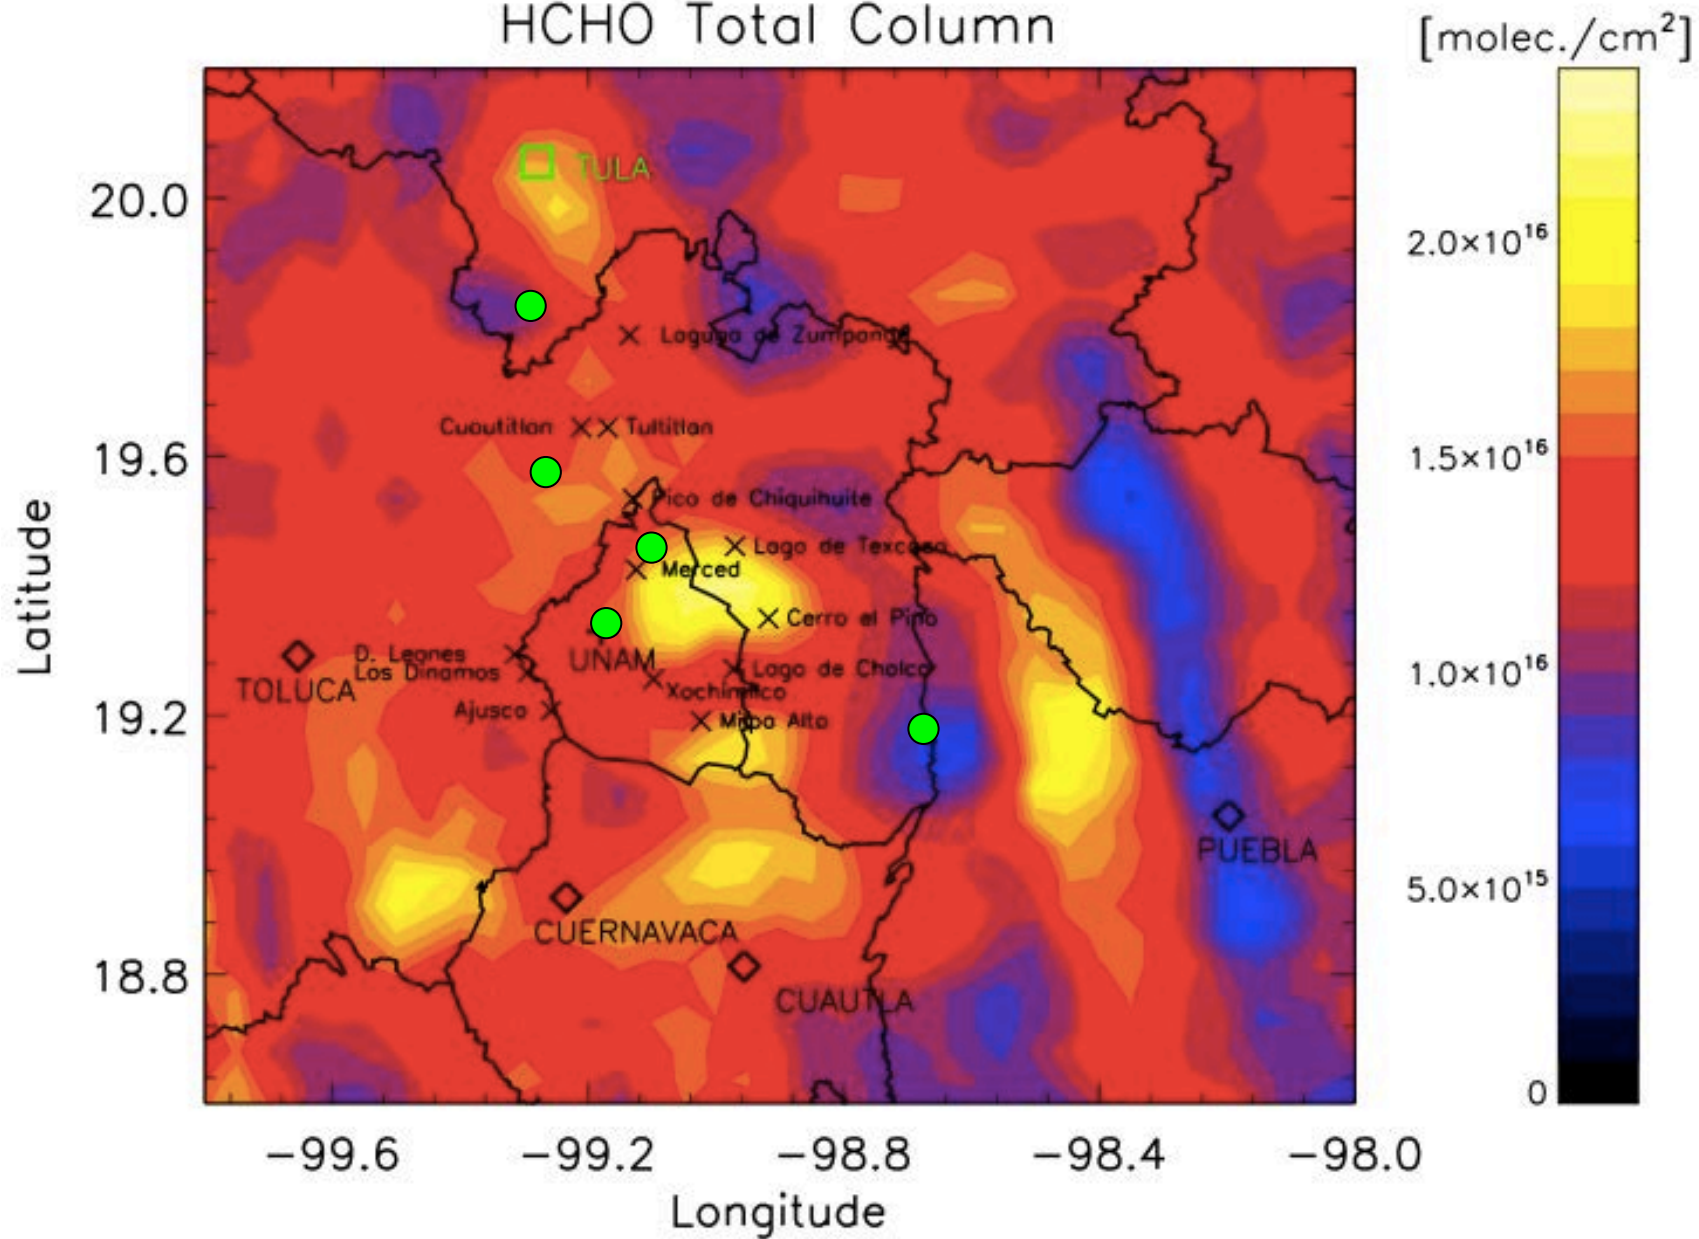 HCHO Total Column
[molec./cm²]
TULA
20.0
2.0×10¹⁶
Laguna de Zumpango
Cuautitlan
Tultitlan
19.6
1.5×10¹⁶
Pico de Chiquihuite
Lago de Texcoco
Merced
Cerro el Pino
Latitude
D. Leones
UNAM
Lago de Chalco
Los Dinamos
1.0×10¹⁶
TOLUCA
Xochimilco
Ajusco
Milpa Alta
19.2
PUEBLA
5.0×10¹⁵
CUERNAVACA
18.8
CUAUTLA
0
−99.6 −99.2 −98.8 −98.4 −98.0
Longitude